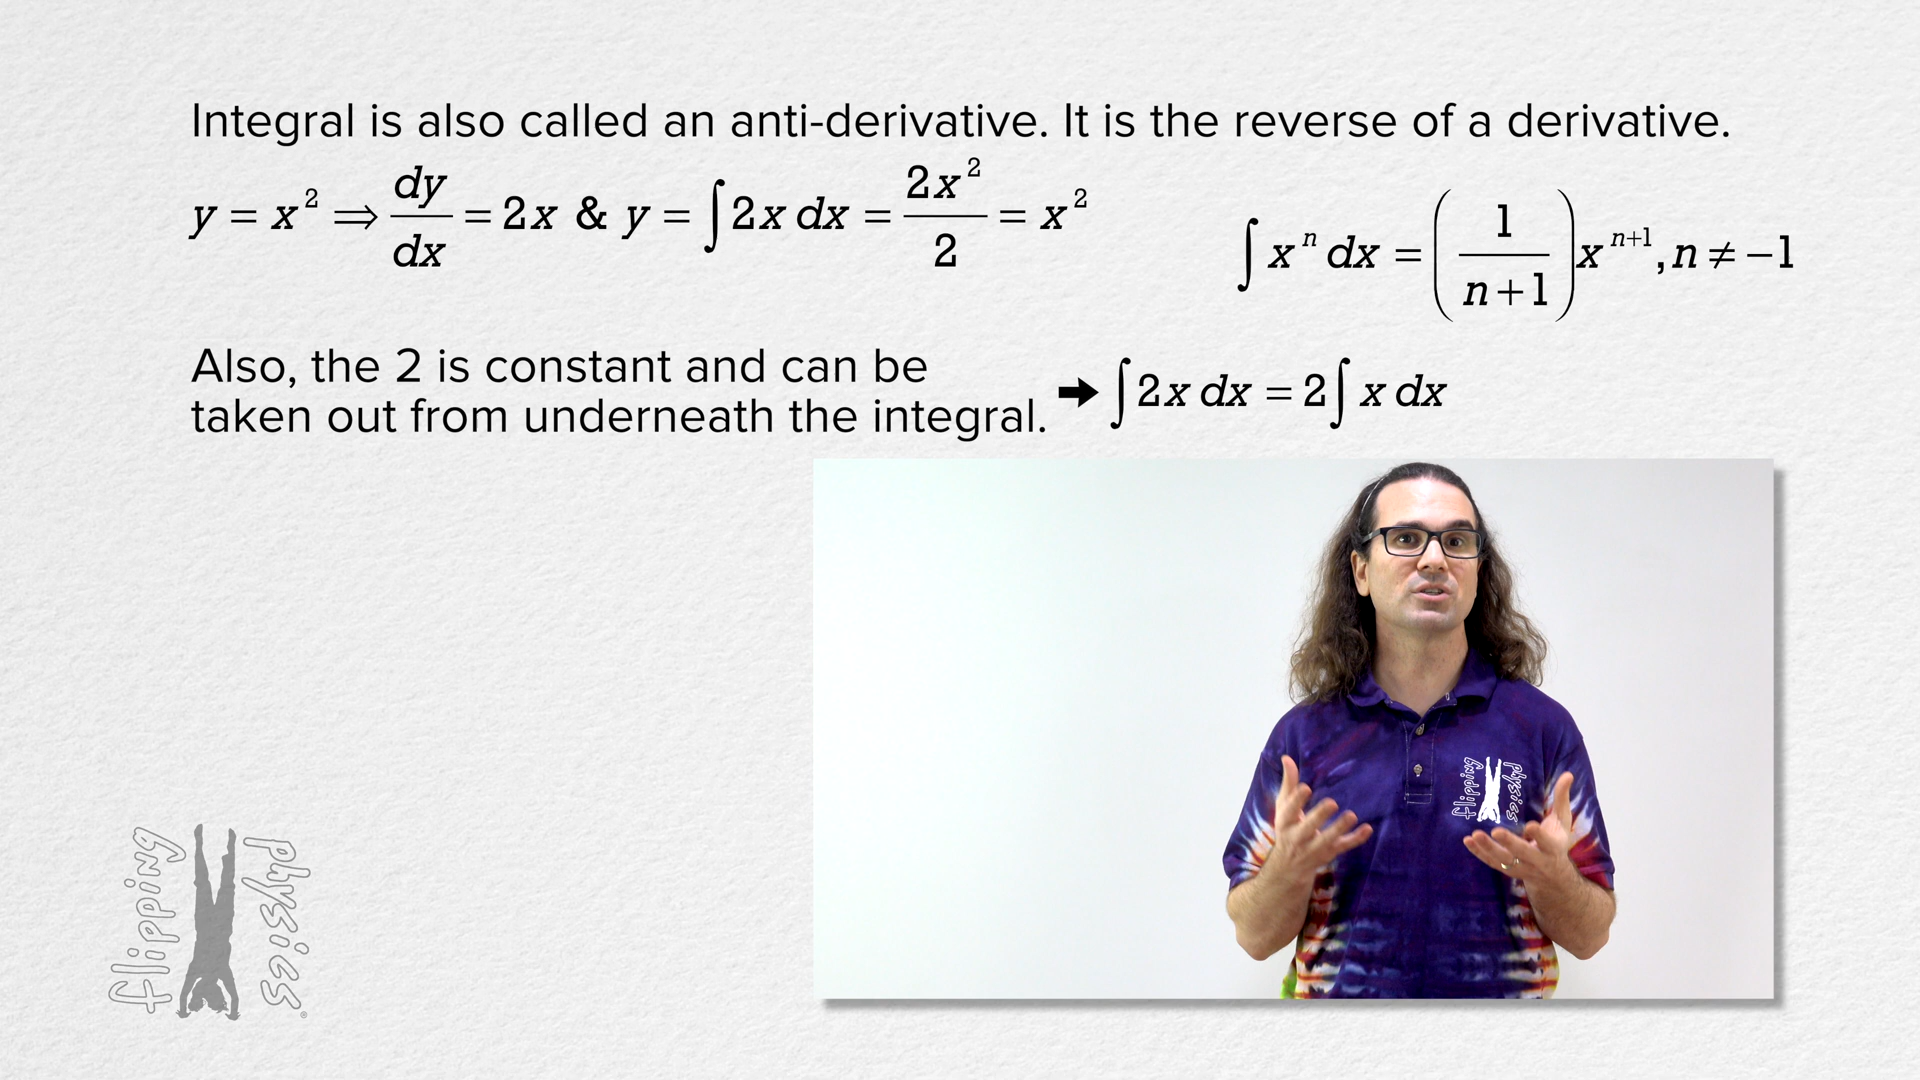 Integral is also called an anti-derivative. It is the reverse of a derivative.
y = x² ⇒ dy/dx = 2x & y = ∫2x dx = 2x²/2 = x²
∫xⁿ dx = (1/(n+1))xⁿ⁺¹, n ≠ −1
Also, the 2 is constant and can be
taken out from underneath the integral. ➡ ∫2x dx = 2∫x dx
flipping
physics
flipping
physics®